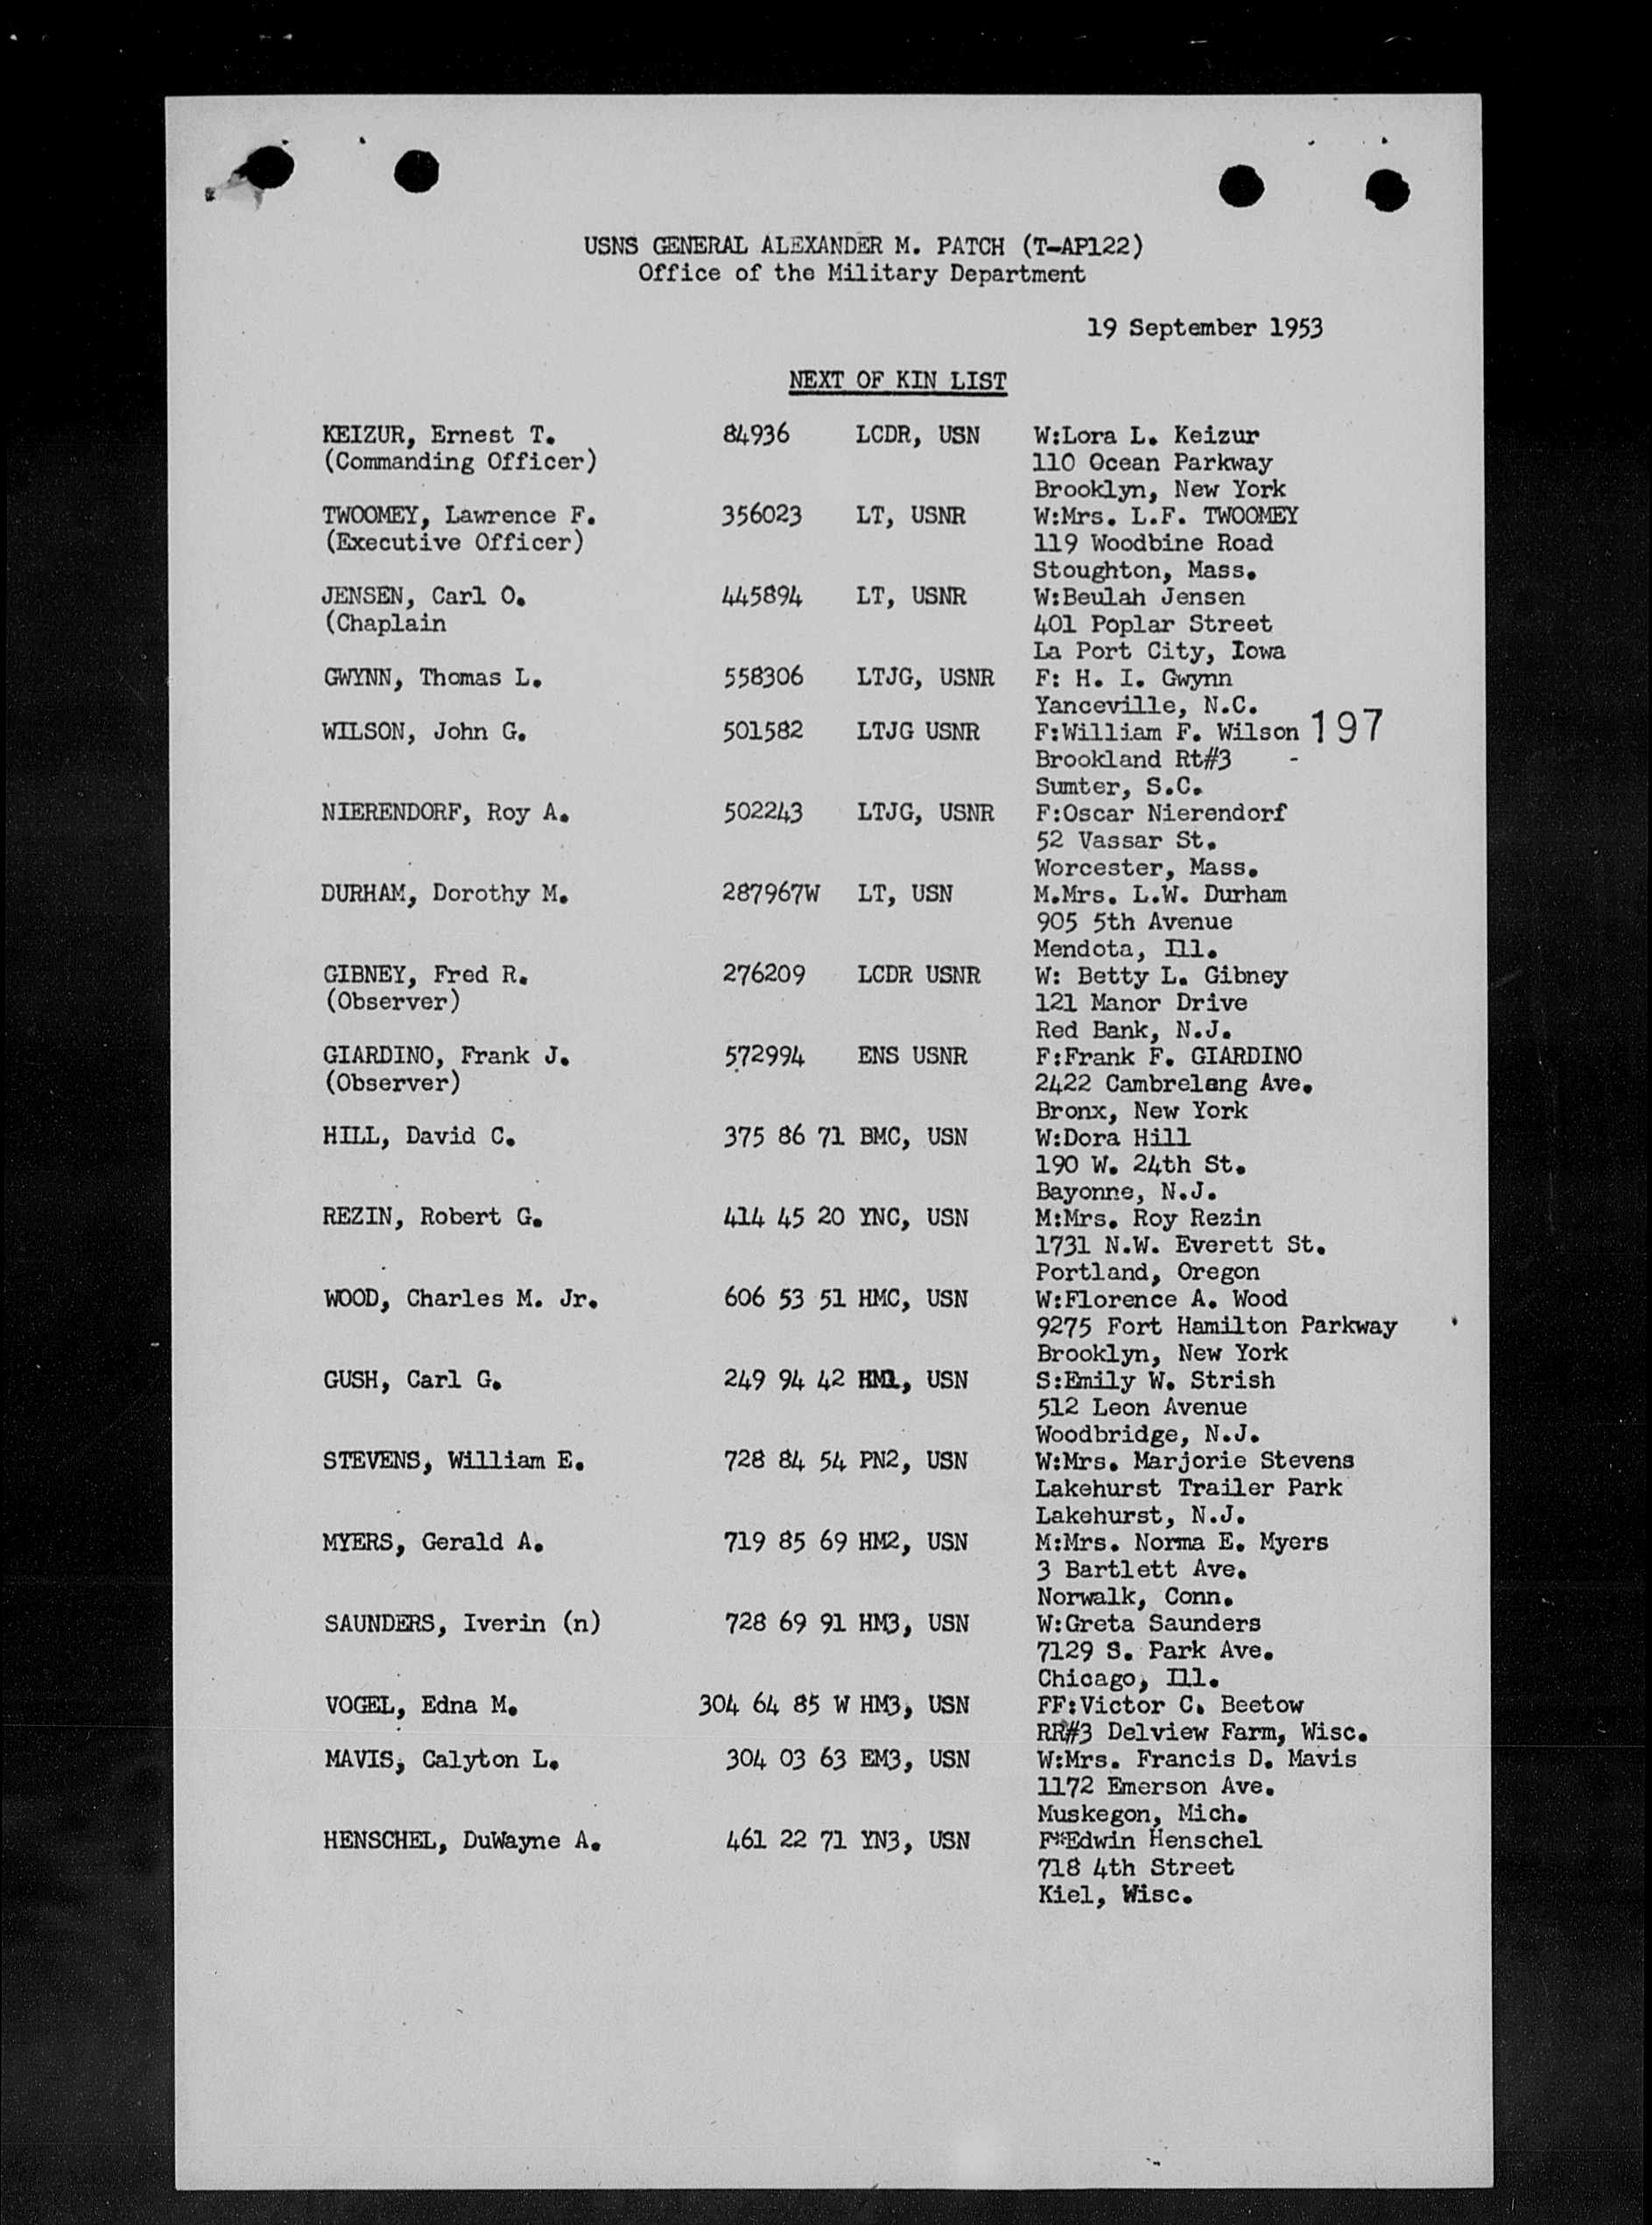 USNS GENERAL ALEXANDER M. PATCH (T-AP122)
Office of the Military Department
19 September 1953
NEXT OF KIN LIST
KEIZUR, Ernest T. 84936 LCDR, USN W:Lora L. Keizur
(Commanding Officer) 110 Ocean Parkway
Brooklyn, New York
TWOOMEY, Lawrence F. 356023 LT, USNR W:Mrs. L.F. TWOOMEY
(Executive Officer) 119 Woodbine Road
Stoughton, Mass.
JENSEN, Carl O. 445894 LT, USNR W:Beulah Jensen
(Chaplain 401 Poplar Street
La Port City, Iowa
GWYNN, Thomas L. 558306 LTJG, USNR F: H. I. Gwynn
Yanceville, N.C.
WILSON, John G. 501582 LTJG USNR F:William F. Wilson 197
Brookland Rt#3 -
Sumter, S.C.
NIERENDORF, Roy A. 502243 LTJG, USNR F:Oscar Nierendorf
52 Vassar St.
Worcester, Mass.
DURHAM, Dorothy M. 287967W LT, USN M.Mrs. L.W. Durham
905 5th Avenue
Mendota, Ill.
GIBNEY, Fred R. 276209 LCDR USNR W: Betty L. Gibney
(Observer) 121 Manor Drive
Red Bank, N.J.
GIARDINO, Frank J. 572994 ENS USNR F:Frank F. GIARDINO
(Observer) 2422 Cambreleng Ave.
Bronx, New York
HILL, David C. 375 86 71 BMC, USN W:Dora Hill
190 W. 24th St.
Bayonne, N.J.
REZIN, Robert G. 414 45 20 YNC, USN M:Mrs. Roy Rezin
1731 N.W. Everett St.
Portland, Oregon
WOOD, Charles M. Jr. 606 53 51 HMC, USN W:Florence A. Wood
9275 Fort Hamilton Parkway
Brooklyn, New York
GUSH, Carl G. 249 94 42 HM1, USN S:Emily W. Strish
512 Leon Avenue
Woodbridge, N.J.
STEVENS, William E. 728 84 54 PN2, USN W:Mrs. Marjorie Stevens
Lakehurst Trailer Park
Lakehurst, N.J.
MYERS, Gerald A. 719 85 69 HM2, USN M:Mrs. Norma E. Myers
3 Bartlett Ave.
Norwalk, Conn.
SAUNDERS, Iverin (n) 728 69 91 HM3, USN W:Greta Saunders
7129 S. Park Ave.
Chicago, Ill.
VOGEL, Edna M. 304 64 85 W HM3, USN FF:Victor C. Beetow
RR#3 Delview Farm, Wisc.
MAVIS, Calyton L. 304 03 63 EM3, USN W:Mrs. Francis D. Mavis
1172 Emerson Ave.
Muskegon, Mich.
HENSCHEL, DuWayne A. 461 22 71 YN3, USN F*Edwin Henschel
718 4th Street
Kiel, Wisc.